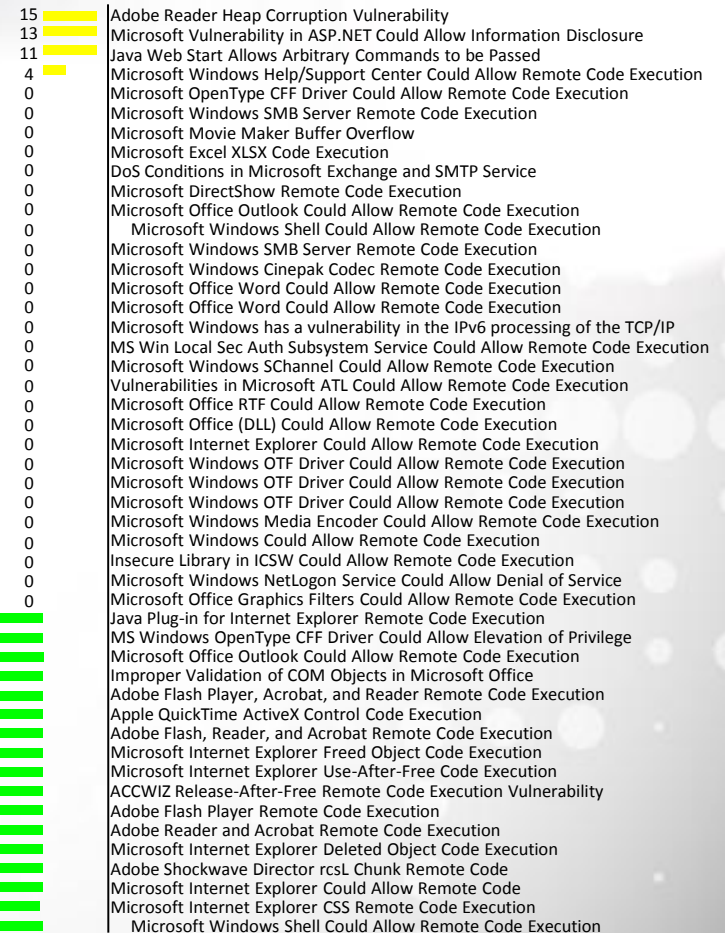 15 Adobe Reader Heap Corruption Vulnerability
13 Microsoft Vulnerability in ASP.NET Could Allow Information Disclosure
11 Java Web Start Allows Arbitrary Commands to be Passed
4 Microsoft Windows Help/Support Center Could Allow Remote Code Execution
0 Microsoft OpenType CFF Driver Could Allow Remote Code Execution
0 Microsoft Windows SMB Server Remote Code Execution
0 Microsoft Movie Maker Buffer Overflow
0 Microsoft Excel XLSX Code Execution
0 DoS Conditions in Microsoft Exchange and SMTP Service
0 Microsoft DirectShow Remote Code Execution
0 Microsoft Office Outlook Could Allow Remote Code Execution
0 Microsoft Windows Shell Could Allow Remote Code Execution
0 Microsoft Windows SMB Server Remote Code Execution
0 Microsoft Windows Cinepak Codec Remote Code Execution
0 Microsoft Office Word Could Allow Remote Code Execution
0 Microsoft Office Word Could Allow Remote Code Execution
0 Microsoft Windows has a vulnerability in the IPv6 processing of the TCP/IP
0 MS Win Local Sec Auth Subsystem Service Could Allow Remote Code Execution
0 Microsoft Windows SChannel Could Allow Remote Code Execution
0 Vulnerabilities in Microsoft ATL Could Allow Remote Code Execution
0 Microsoft Office RTF Could Allow Remote Code Execution
0 Microsoft Office (DLL) Could Allow Remote Code Execution
0 Microsoft Internet Explorer Could Allow Remote Code Execution
0 Microsoft Windows OTF Driver Could Allow Remote Code Execution
0 Microsoft Windows OTF Driver Could Allow Remote Code Execution
0 Microsoft Windows OTF Driver Could Allow Remote Code Execution
0 Microsoft Windows Media Encoder Could Allow Remote Code Execution
0 Microsoft Windows Could Allow Remote Code Execution
0 Insecure Library in ICSW Could Allow Remote Code Execution
0 Microsoft Windows NetLogon Service Could Allow Denial of Service
0 Microsoft Office Graphics Filters Could Allow Remote Code Execution
Java Plug-in for Internet Explorer Remote Code Execution
MS Windows OpenType CFF Driver Could Allow Elevation of Privilege
Microsoft Office Outlook Could Allow Remote Code Execution
Improper Validation of COM Objects in Microsoft Office
Adobe Flash Player, Acrobat, and Reader Remote Code Execution
Apple QuickTime ActiveX Control Code Execution
Adobe Flash, Reader, and Acrobat Remote Code Execution
Microsoft Internet Explorer Freed Object Code Execution
Microsoft Internet Explorer Use-After-Free Code Execution
ACCWIZ Release-After-Free Remote Code Execution Vulnerability
Adobe Flash Player Remote Code Execution
Adobe Reader and Acrobat Remote Code Execution
Microsoft Internet Explorer Deleted Object Code Execution
Adobe Shockwave Director rcsL Chunk Remote Code
Microsoft Internet Explorer Could Allow Remote Code
Microsoft Internet Explorer CSS Remote Code Execution
Microsoft Windows Shell Could Allow Remote Code Execution